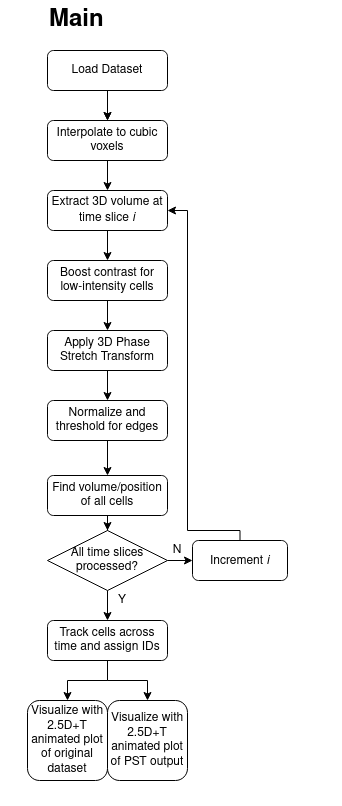 Main
Load Dataset
Interpolate to cubic
voxels
Extract 3D volume at
time slice i
Boost contrast for
low-intensity cells
Apply 3D Phase
Stretch Transform
Normalize and
threshold for edges
Find volume/position
of all cells
All time slices
processed?
N
Increment i
Y
Track cells across
time and assign IDs
Visualize with
2.5D+T
animated plot
of original
dataset
Visualize with
2.5D+T
animated plot
of PST output